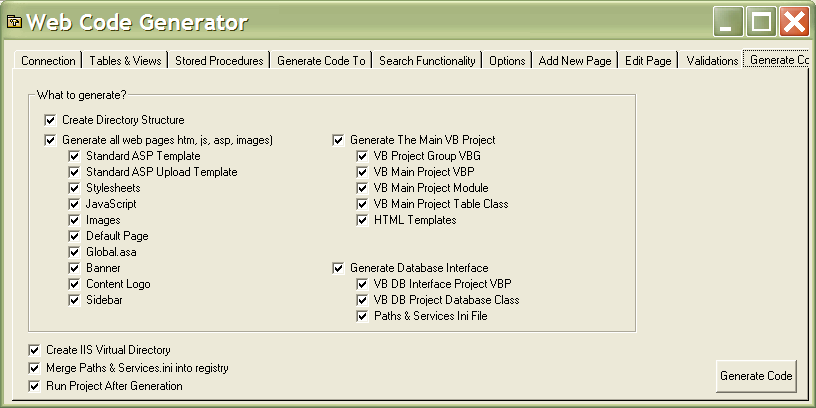 Web Code Generator
Connection Tables & Views Stored Procedures Generate Code To Search Functionality Options Add New Page Edit Page Validations Generate Co
What to generate?
Create Directory Structure
Generate all web pages htm, js, asp, images)
Standard ASP Template
Standard ASP Upload Template
Stylesheets
JavaScript
Images
Default Page
Global.asa
Banner
Content Logo
Sidebar
Generate The Main VB Project
VB Project Group VBG
VB Main Project VBP
VB Main Project Module
VB Main Project Table Class
HTML Templates
Generate Database Interface
VB DB Interface Project VBP
VB DB Project Database Class
Paths & Services Ini File
Create IIS Virtual Directory
Merge Paths & Services.ini into registry
Run Project After Generation
Generate Code